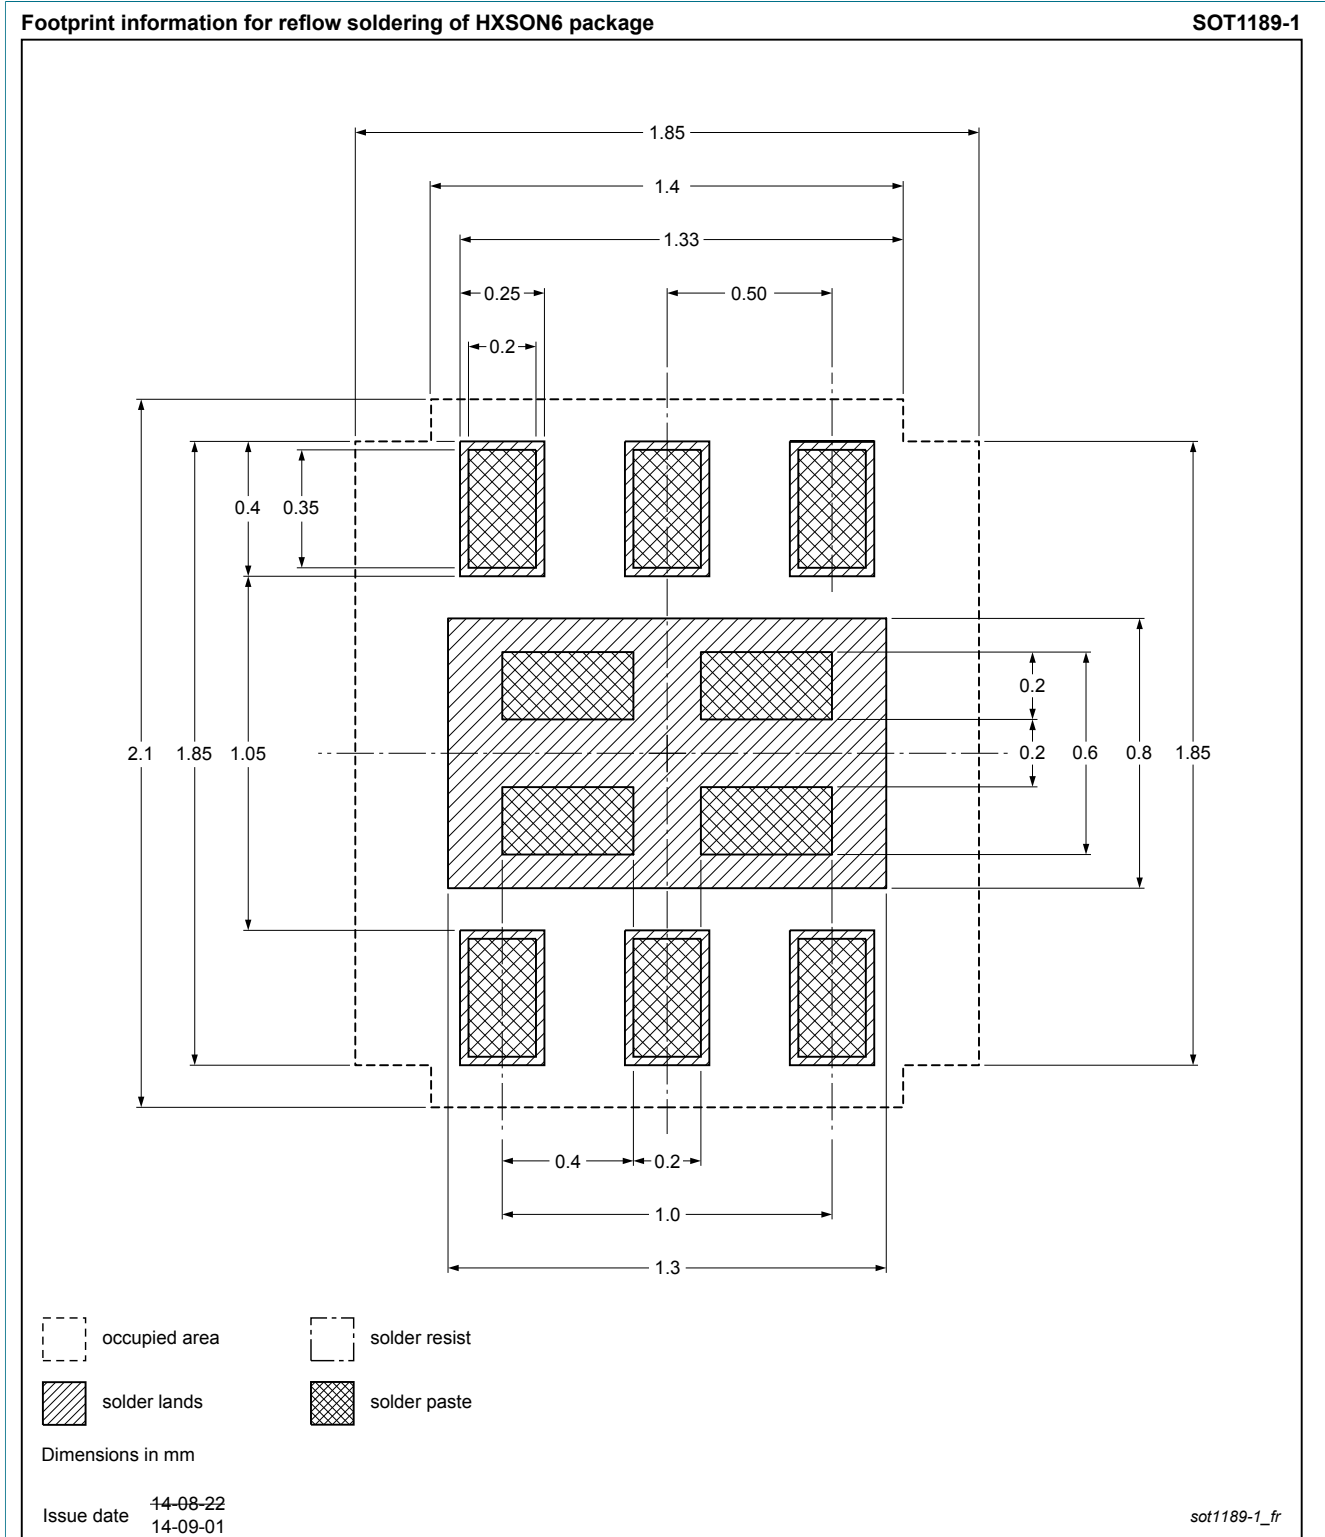 Footprint information for reflow soldering of HXSON6 package SOT1189-1
1.85
1.4
1.33
0.25 0.50
0.2
0.4 0.35
0.2
2.1 1.85 1.05 0.2 0.6 0.8 1.85
0.4 0.2
1.0
1.3
occupied area solder resist
solder lands solder paste
Dimensions in mm
14-08-22
Issue date
14-09-01
sot1189-1_fr